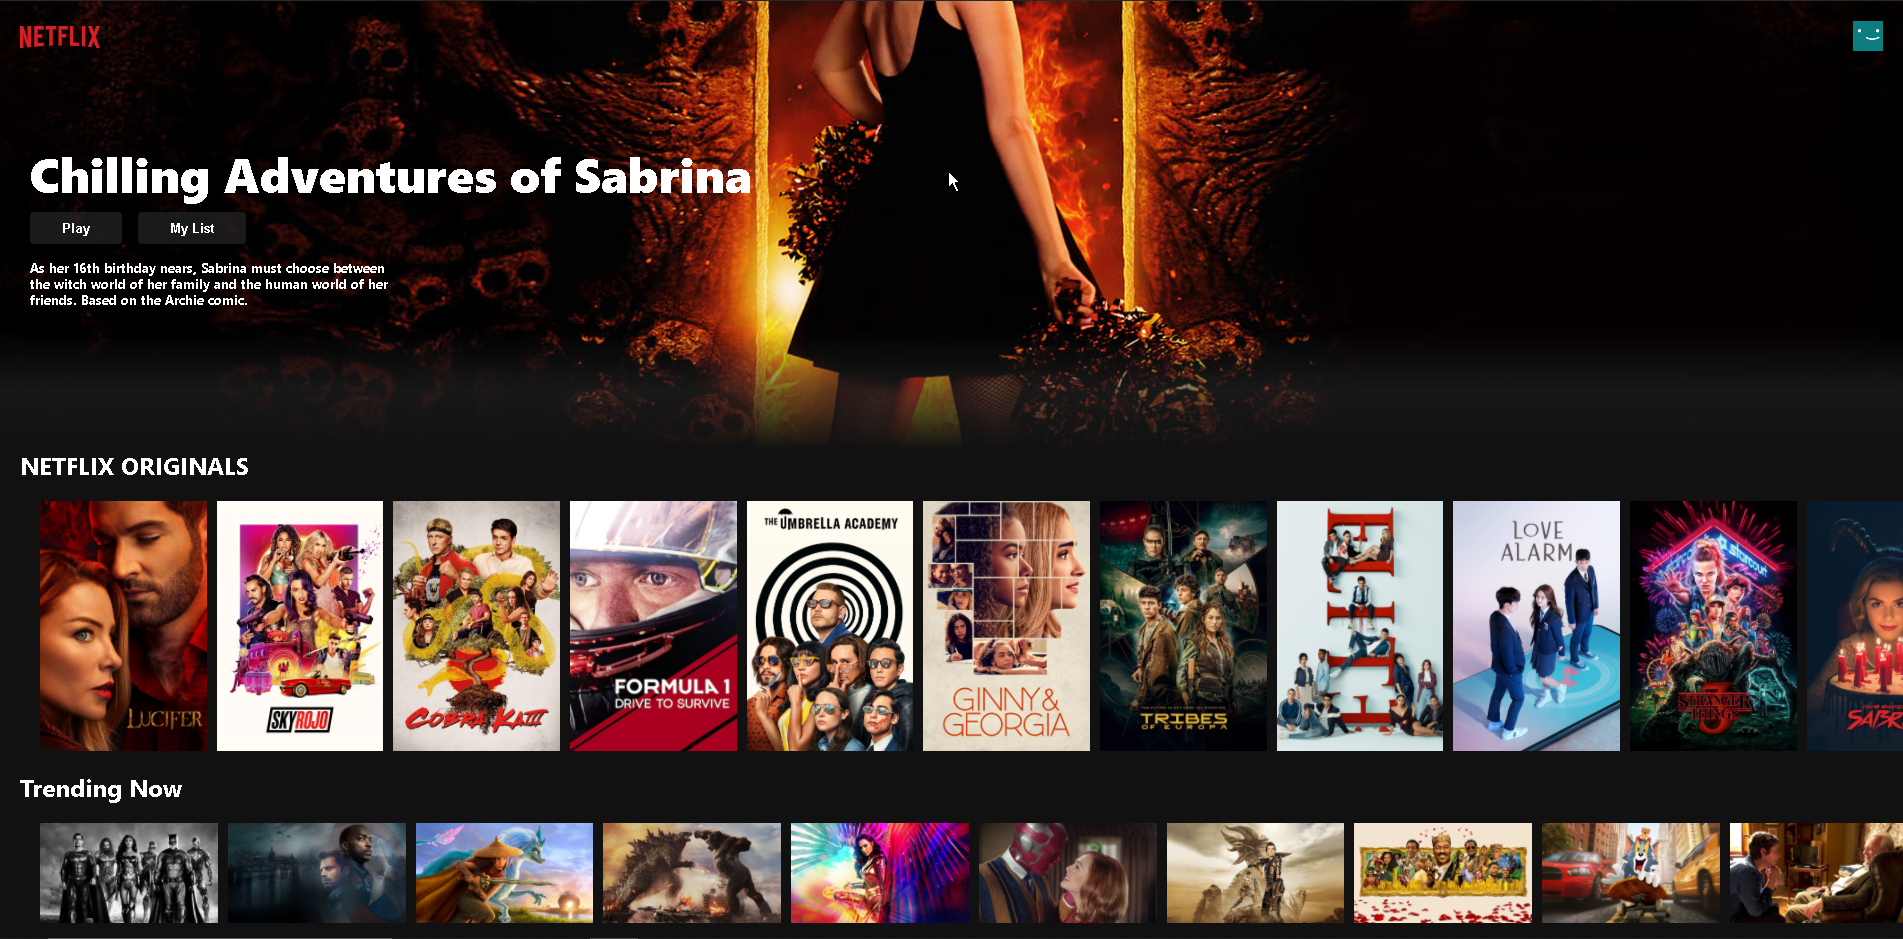 NETFLIX
Chilling Adventures of Sabrina
Play
My List
As her 16th birthday nears, Sabrina must choose between
the witch world of her family and the human world of her
friends. Based on the Archie comic.
NETFLIX ORIGINALS
LUCIFER
SKYROJO
COBRA KAI III
FORMULA 1
DRIVE TO SURVIVE
THE UMBRELLA ACADEMY
GINNY &
GEORGIA
TRIBES
OF EUROPA
ELITE
LOVE
ALARM
STRANGER
THINGS
3
Trending Now